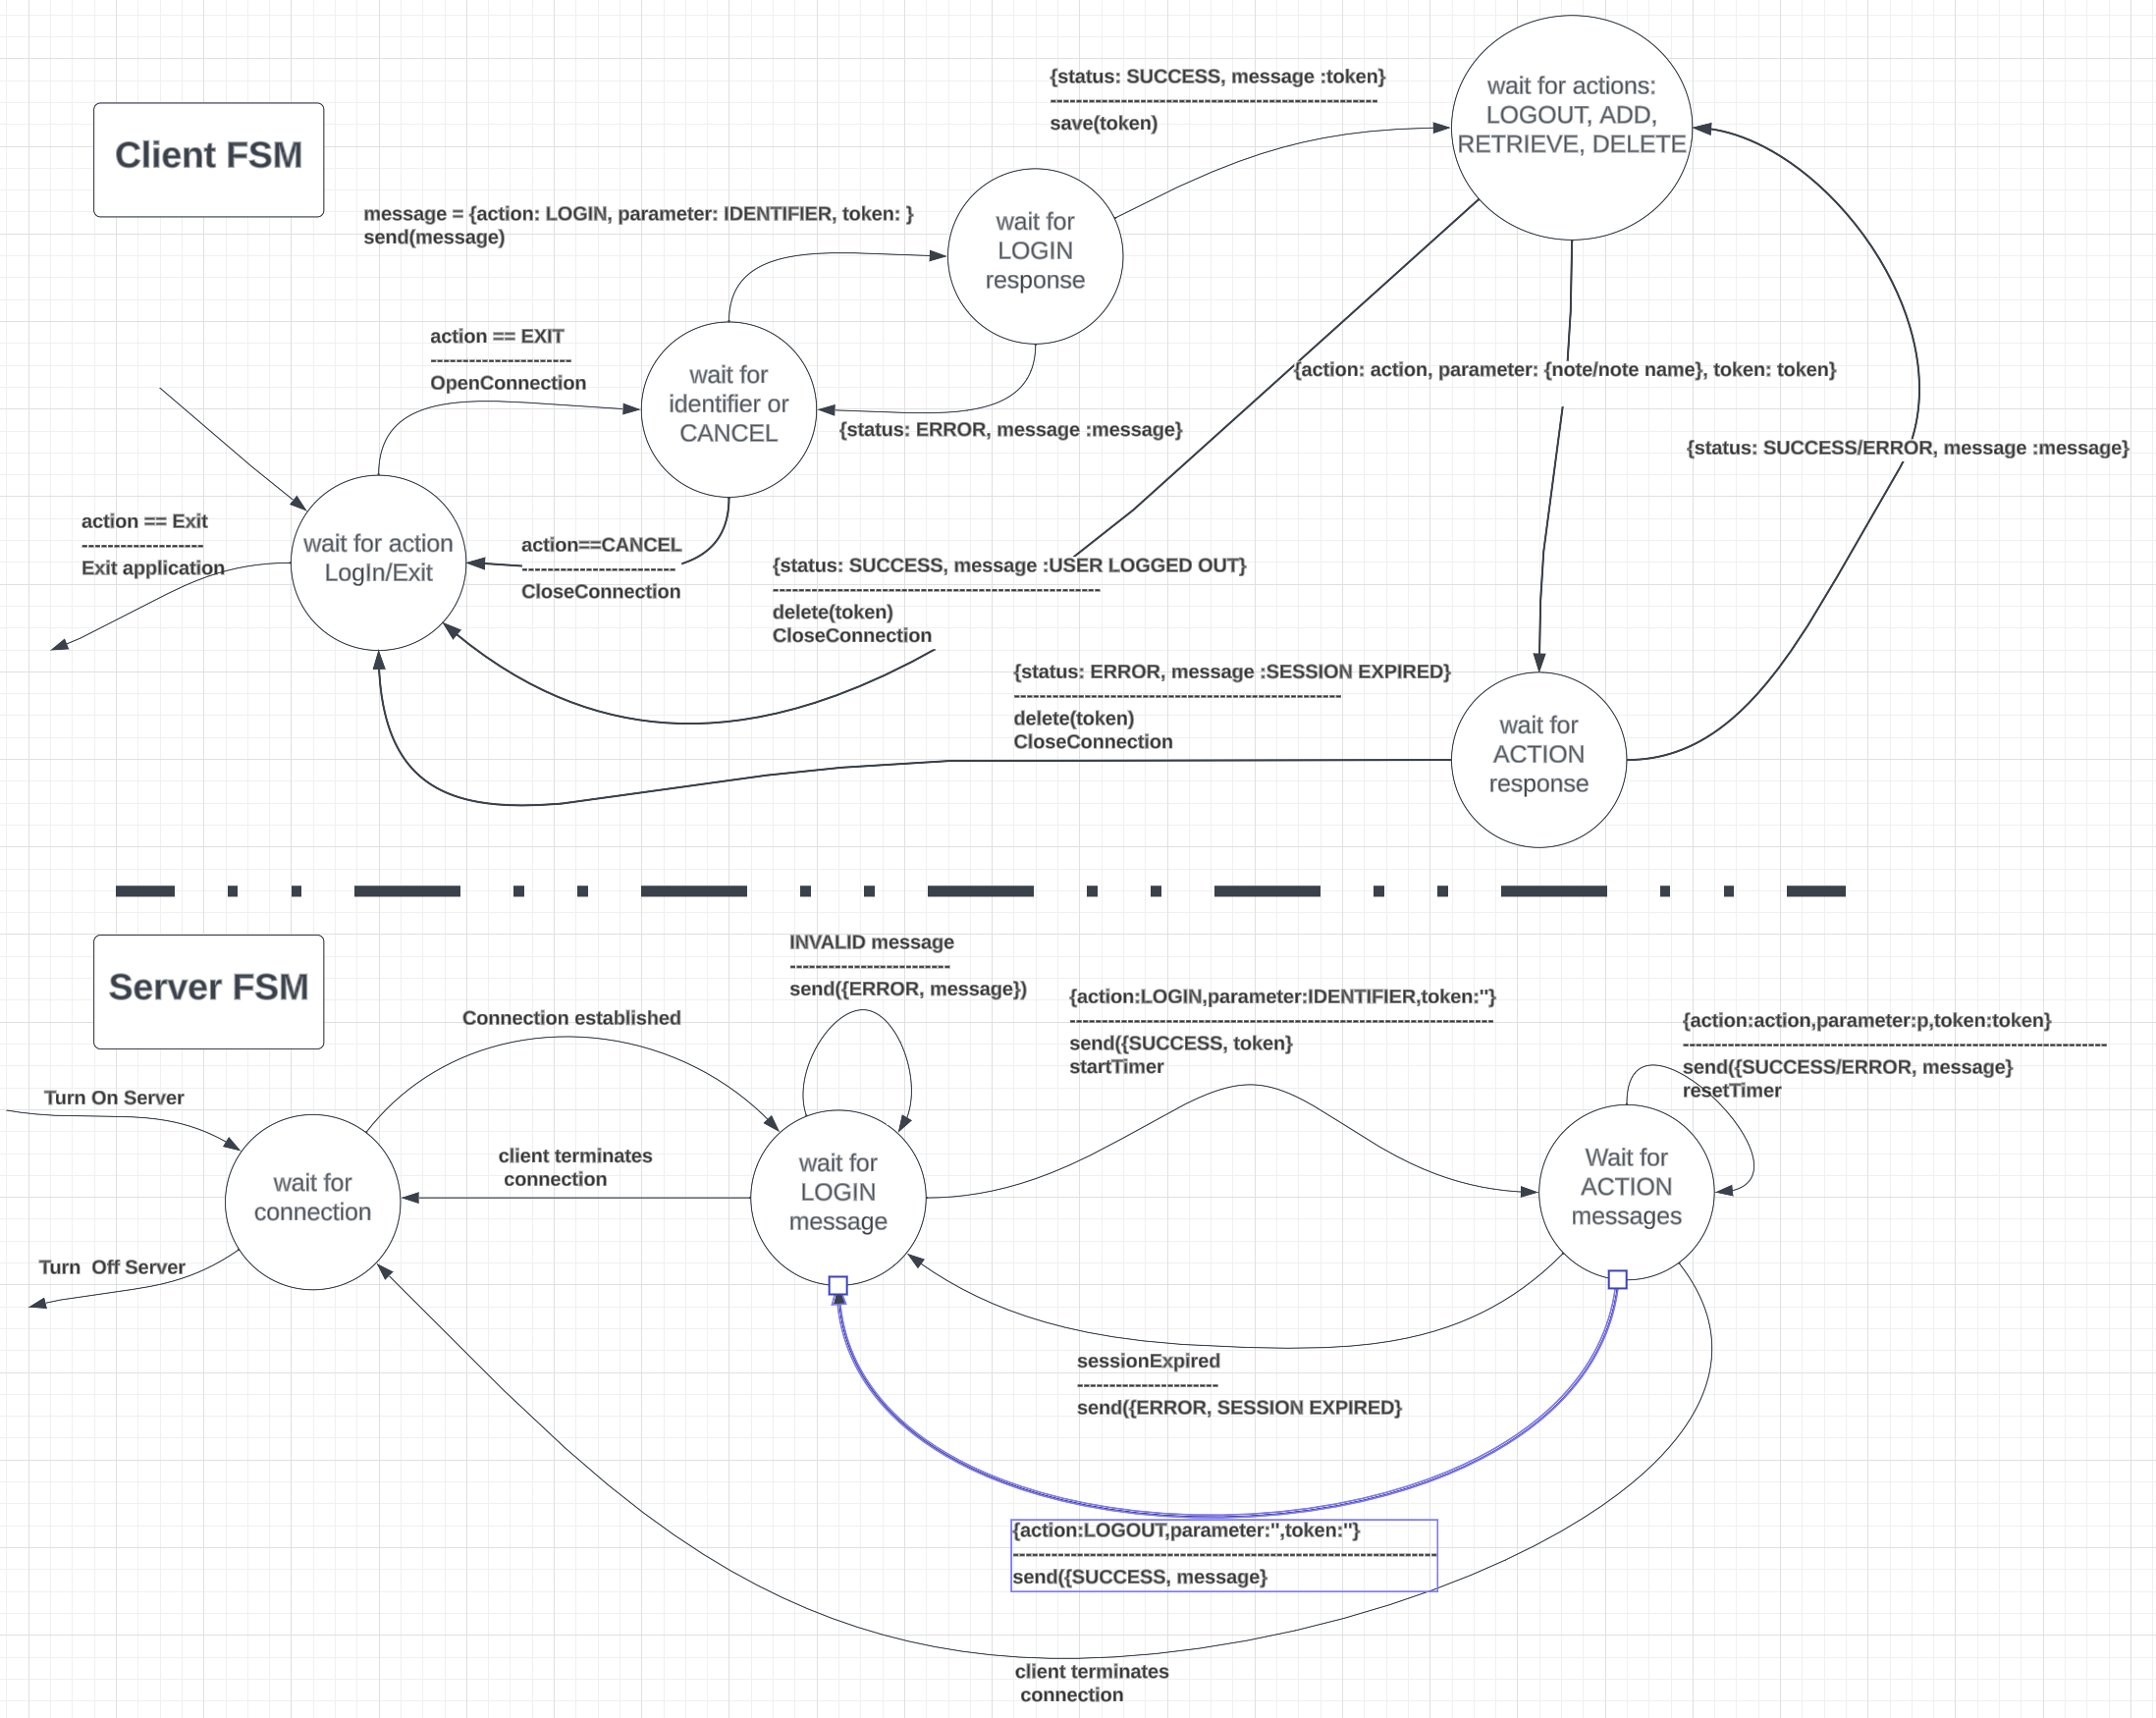 Client FSM
{status: SUCCESS, message :token}
---------------------------------------------------
save(token)
wait for actions:
LOGOUT, ADD,
RETRIEVE, DELETE
message = {action: LOGIN, parameter: IDENTIFIER, token: }
send(message)
wait for
LOGIN
response
action == EXIT
----------------------
OpenConnection
wait for
identifier or
CANCEL
{status: ERROR, message :message}
{action: action, parameter: {note/note name}, token: token}
{status: SUCCESS/ERROR, message :message}
action == Exit
-------------------
Exit application
wait for action
LogIn/Exit
action==CANCEL
------------------------
CloseConnection
{status: SUCCESS, message :USER LOGGED OUT}
---------------------------------------------------
delete(token)
CloseConnection
{status: ERROR, message :SESSION EXPIRED}
---------------------------------------------------
delete(token)
CloseConnection
wait for
ACTION
response
Server FSM
INVALID message
-------------------------
send({ERROR, message})
Connection established
{action:LOGIN,parameter:IDENTIFIER,token:''}
------------------------------------------------------------------
send({SUCCESS, token}
startTimer
{action:action,parameter:p,token:token}
------------------------------------------------------------------
send({SUCCESS/ERROR, message}
resetTimer
Turn On Server
wait for
connection
client terminates
connection
wait for
LOGIN
message
Wait for
ACTION
messages
Turn  Off Server
sessionExpired
----------------------
send({ERROR, SESSION EXPIRED}
{action:LOGOUT,parameter:'',token:''}
------------------------------------------------------------------
send({SUCCESS, message}
client terminates
connection